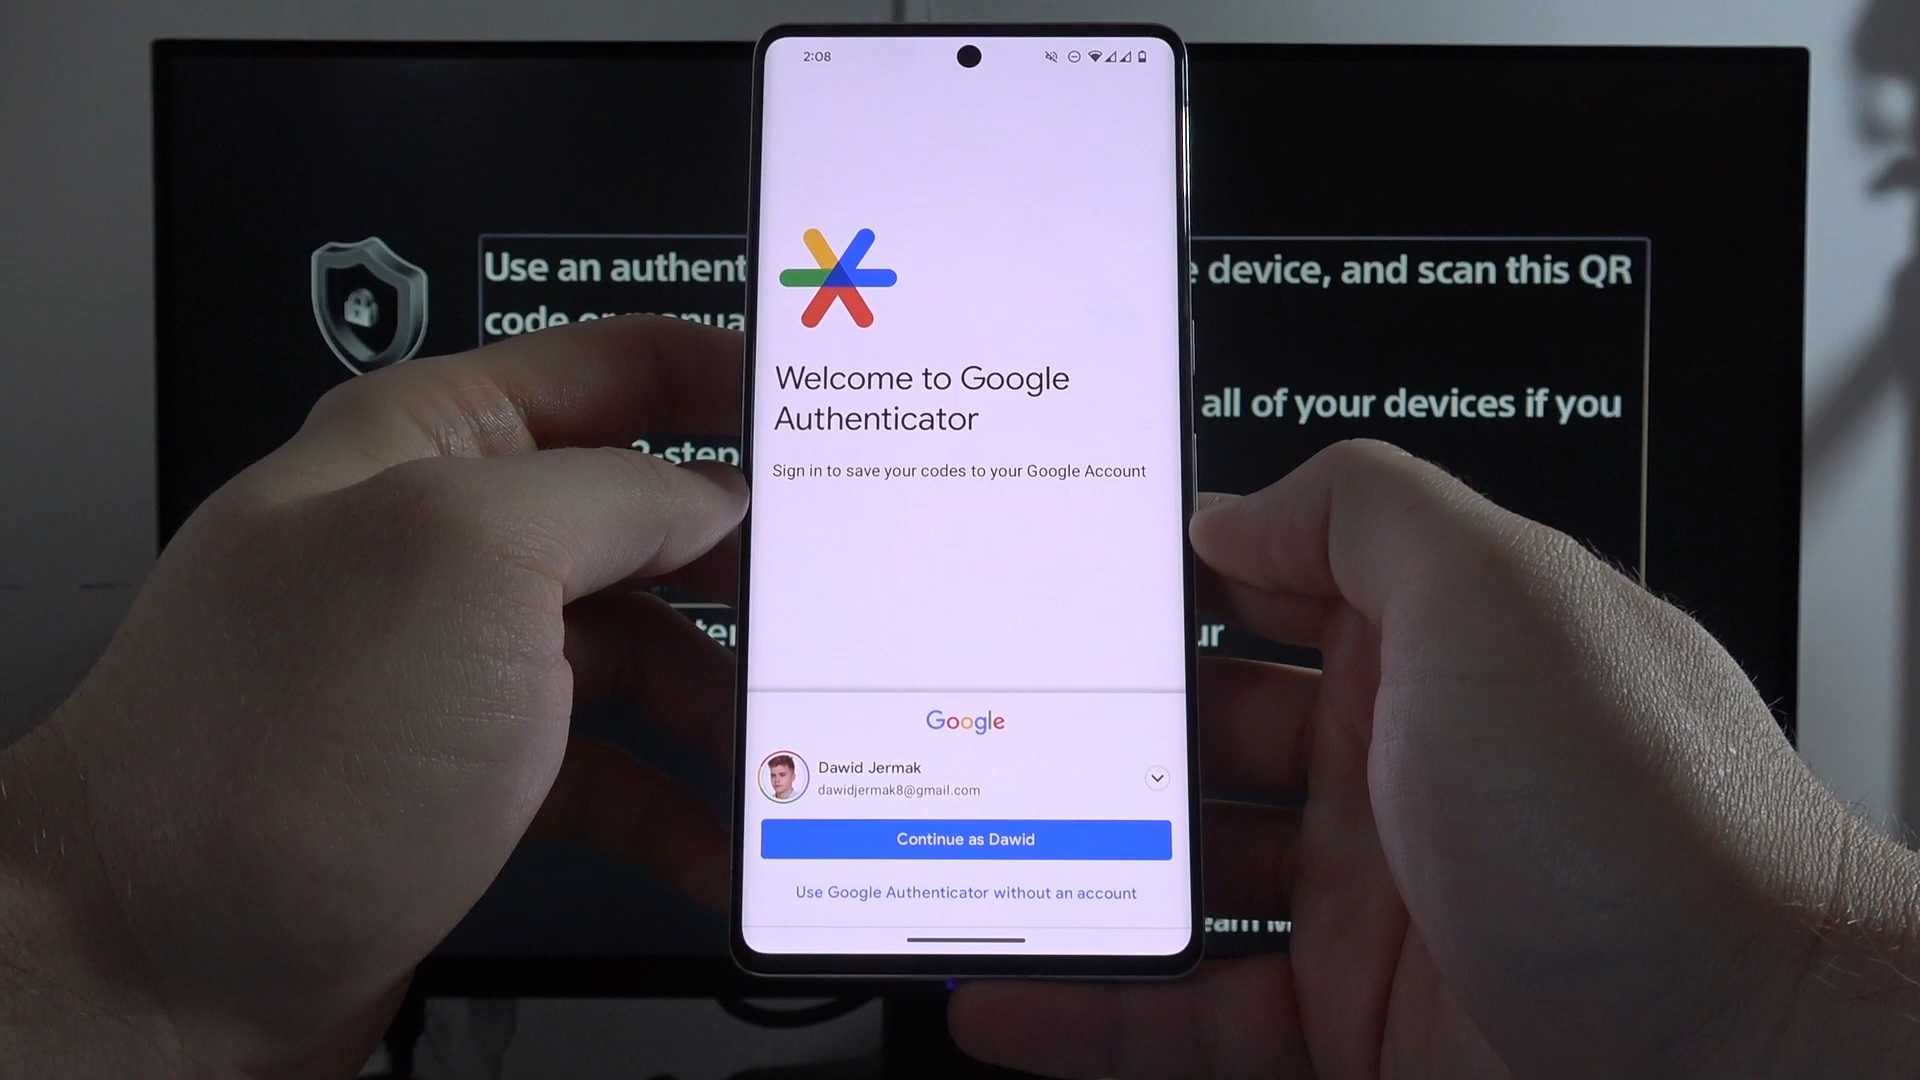 2:08
Use an authent
e device, and scan this QR
code or manua
all of your devices if you
2-step
Welcome to Google
Authenticator
Sign in to save your codes to your Google Account
Google
Dawid Jermak
dawidjermak8@gmail.com
Continue as Dawid
Use Google Authenticator without an account